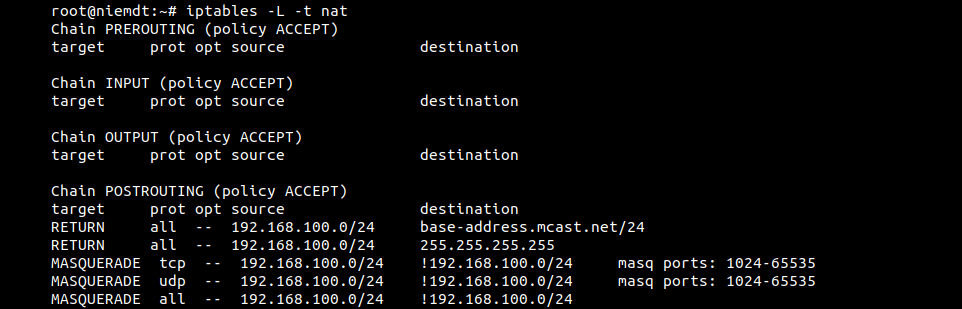 root@niemdt:~# iptables -L -t nat
Chain PREROUTING (policy ACCEPT)
target     prot opt source               destination

Chain INPUT (policy ACCEPT)
target     prot opt source               destination

Chain OUTPUT (policy ACCEPT)
target     prot opt source               destination

Chain POSTROUTING (policy ACCEPT)
target     prot opt source               destination
RETURN     all  --  192.168.100.0/24     base-address.mcast.net/24
RETURN     all  --  192.168.100.0/24     255.255.255.255
MASQUERADE  tcp  --  192.168.100.0/24    !192.168.100.0/24     masq ports: 1024-65535
MASQUERADE  udp  --  192.168.100.0/24    !192.168.100.0/24     masq ports: 1024-65535
MASQUERADE  all  --  192.168.100.0/24    !192.168.100.0/24